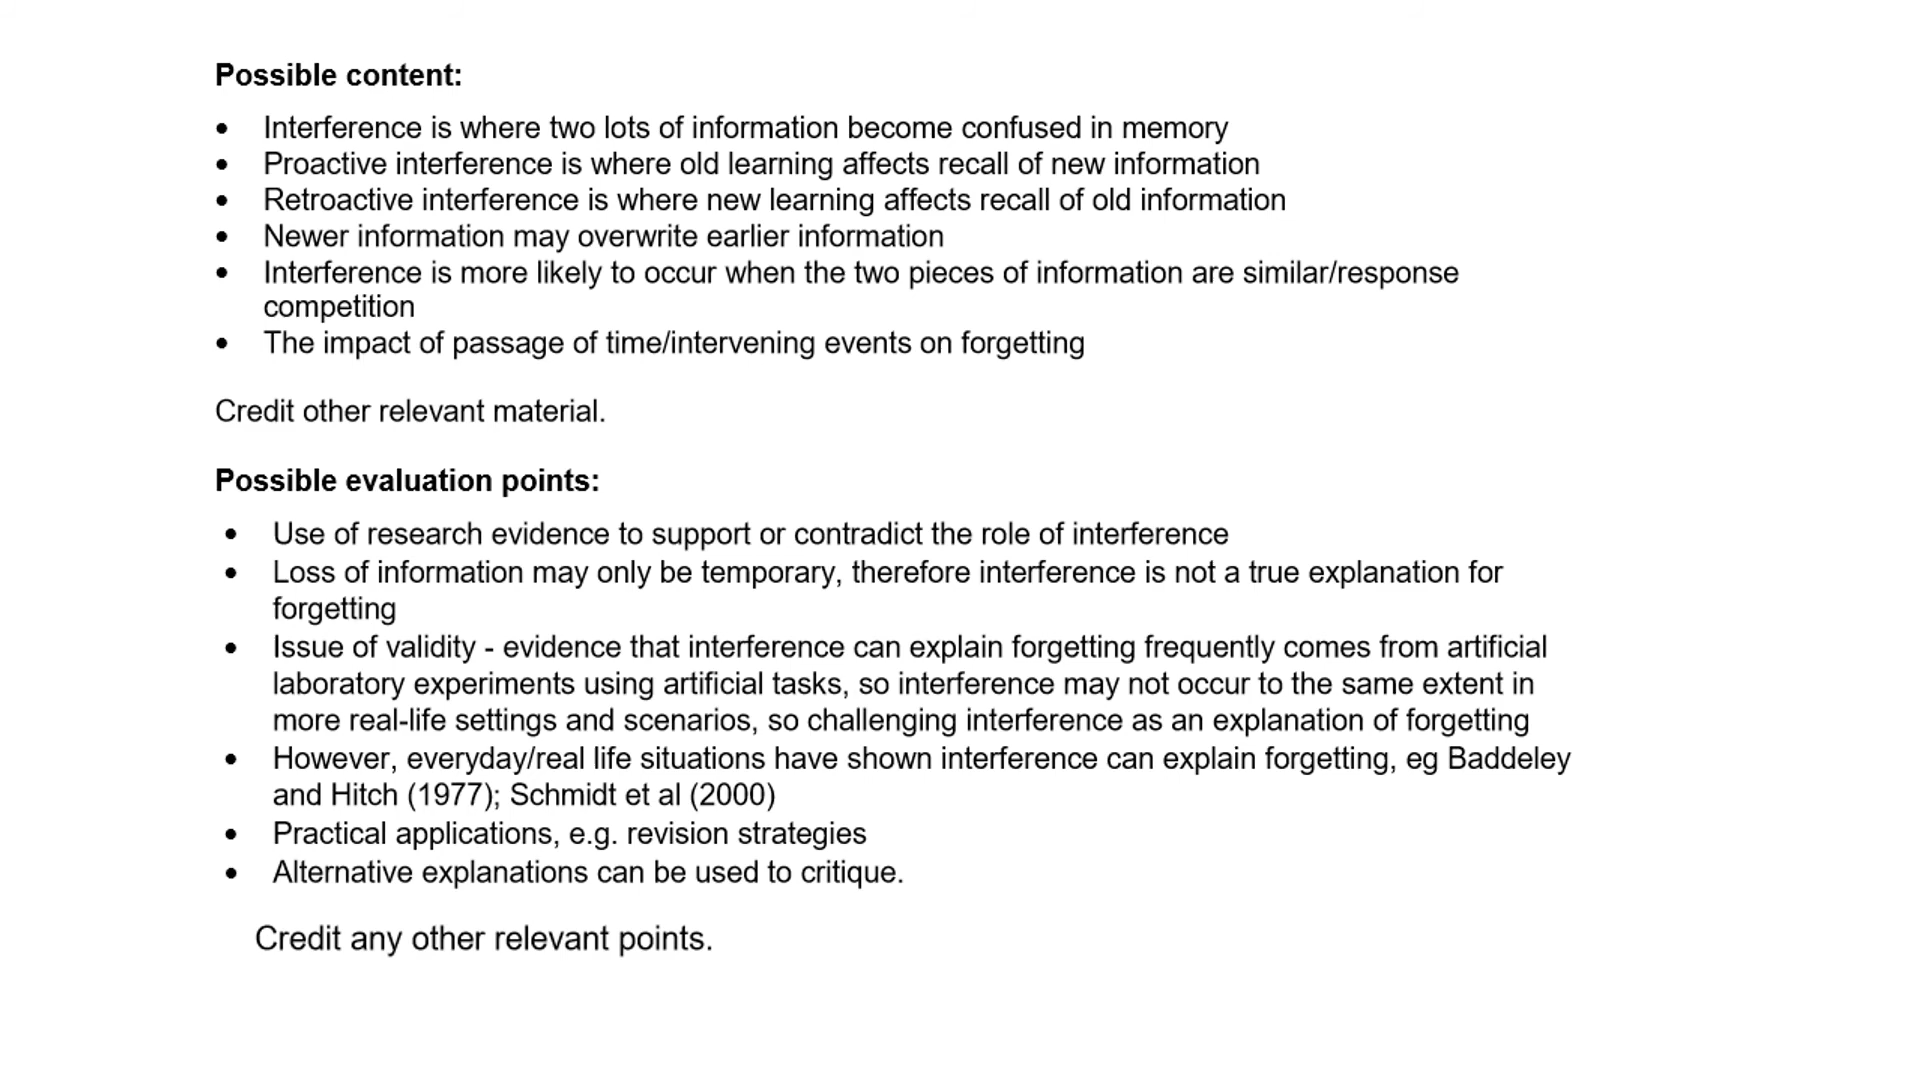 Possible content:
• Interference is where two lots of information become confused in memory
• Proactive interference is where old learning affects recall of new information
• Retroactive interference is where new learning affects recall of old information
• Newer information may overwrite earlier information
• Interference is more likely to occur when the two pieces of information are similar/response
competition
• The impact of passage of time/intervening events on forgetting
Credit other relevant material.
Possible evaluation points:
• Use of research evidence to support or contradict the role of interference
• Loss of information may only be temporary, therefore interference is not a true explanation for
forgetting
• Issue of validity - evidence that interference can explain forgetting frequently comes from artificial
laboratory experiments using artificial tasks, so interference may not occur to the same extent in
more real-life settings and scenarios, so challenging interference as an explanation of forgetting
• However, everyday/real life situations have shown interference can explain forgetting, eg Baddeley
and Hitch (1977); Schmidt et al (2000)
• Practical applications, e.g. revision strategies
• Alternative explanations can be used to critique.
Credit any other relevant points.